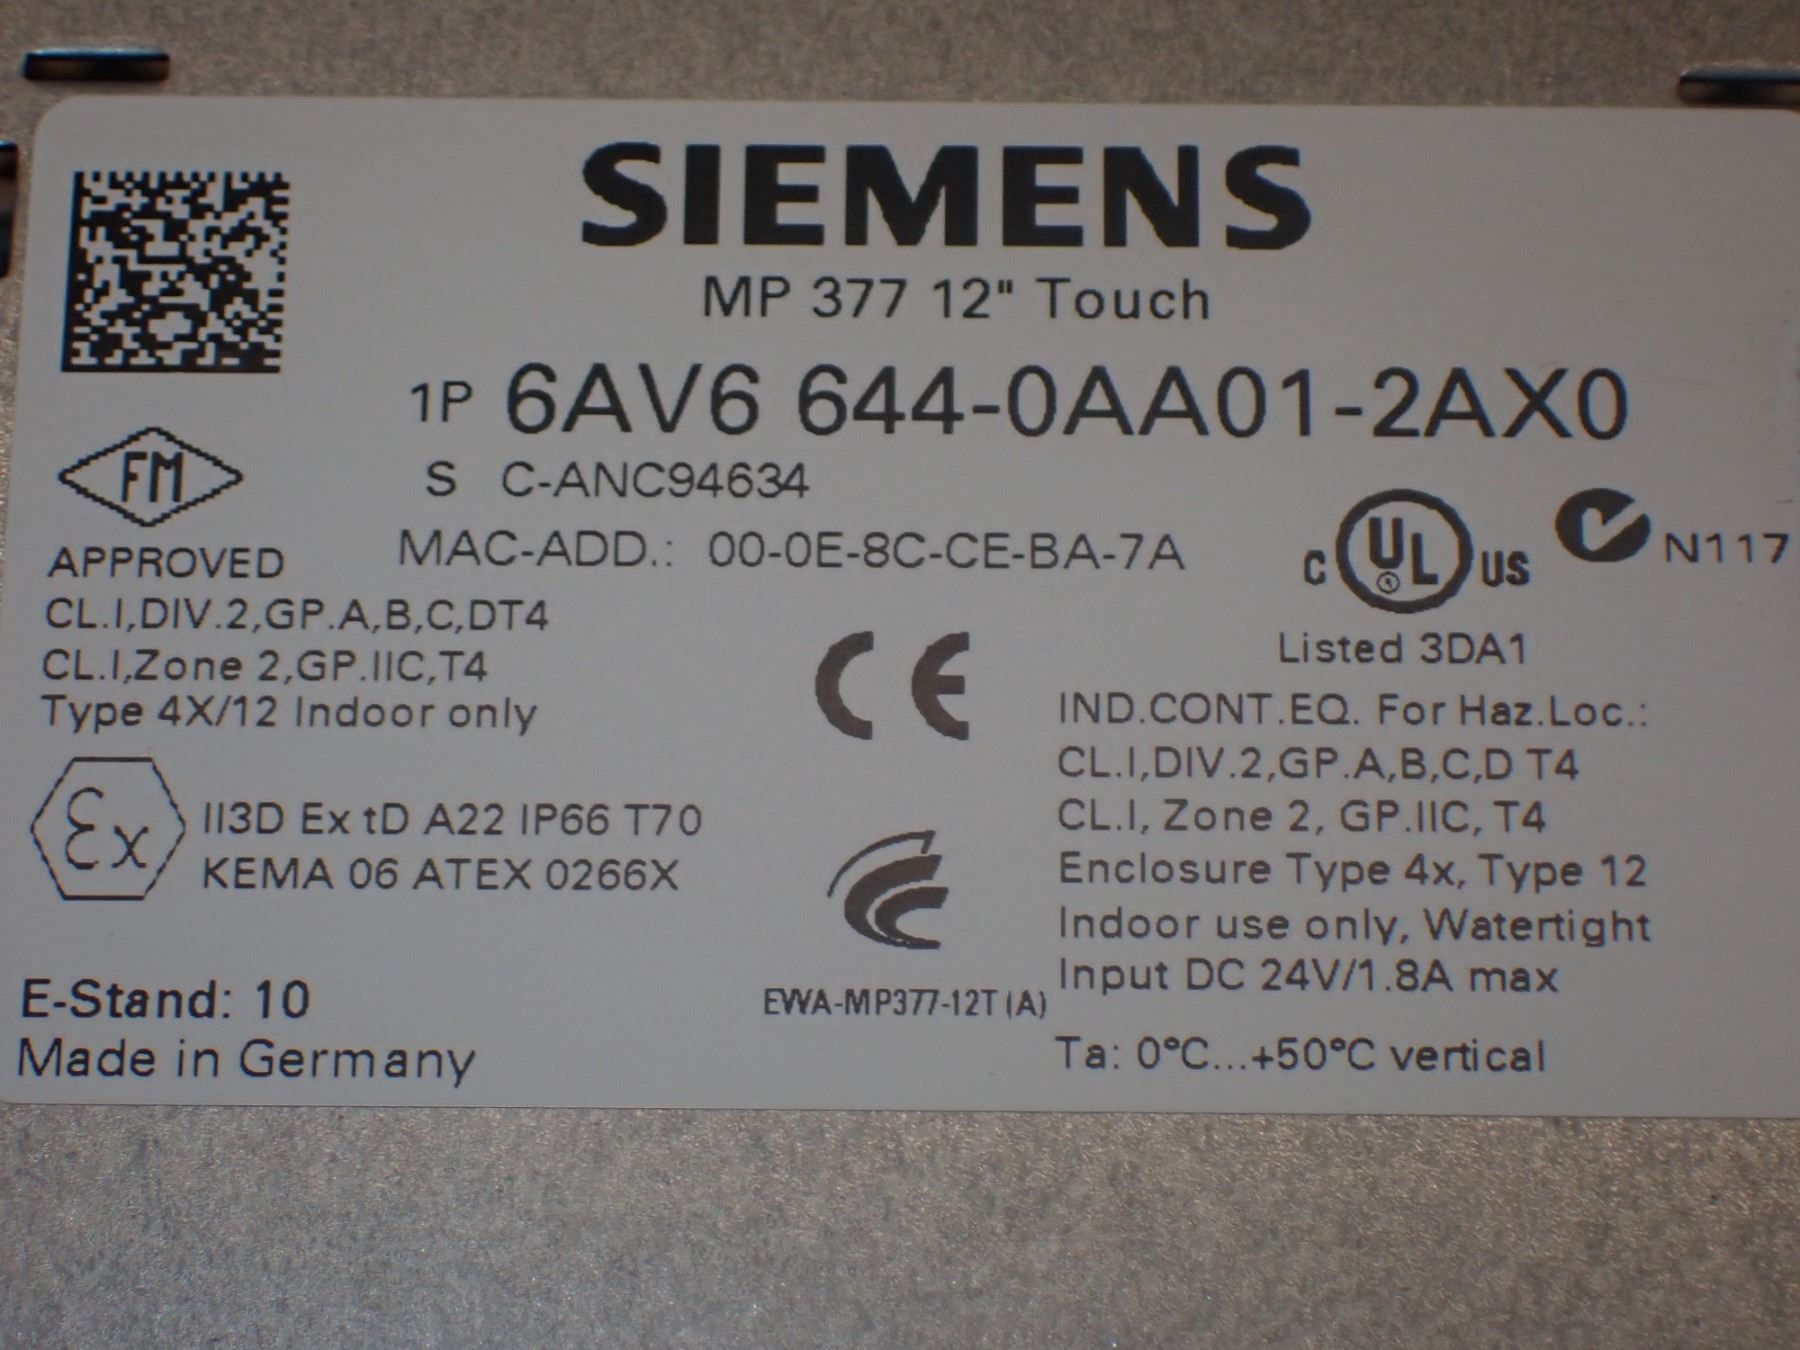 SIEMENS
MP 377 12" Touch
1P 6AV6 644-0AA01-2AX0
S C-ANC94634
MAC-ADD.: 00-0E-8C-CE-BA-7A
FM
APPROVED
CL.I,DIV.2,GP.A,B,C,DT4
CL.I,Zone 2,GP.IIC,T4
Type 4X/12 Indoor only
Ex
II3D Ex tD A22 IP66 T70
KEMA 06 ATEX 0266X
E-Stand: 10
Made in Germany
CE
EWA-MP377-12T (A)
C UL US
N117
Listed 3DA1
IND.CONT.EQ. For Haz.Loc.:
CL.I,DIV.2,GP.A,B,C,D T4
CL.I, Zone 2, GP.IIC, T4
Enclosure Type 4x, Type 12
Indoor use only, Watertight
Input DC 24V/1.8A max
Ta: 0°C...+50°C vertical